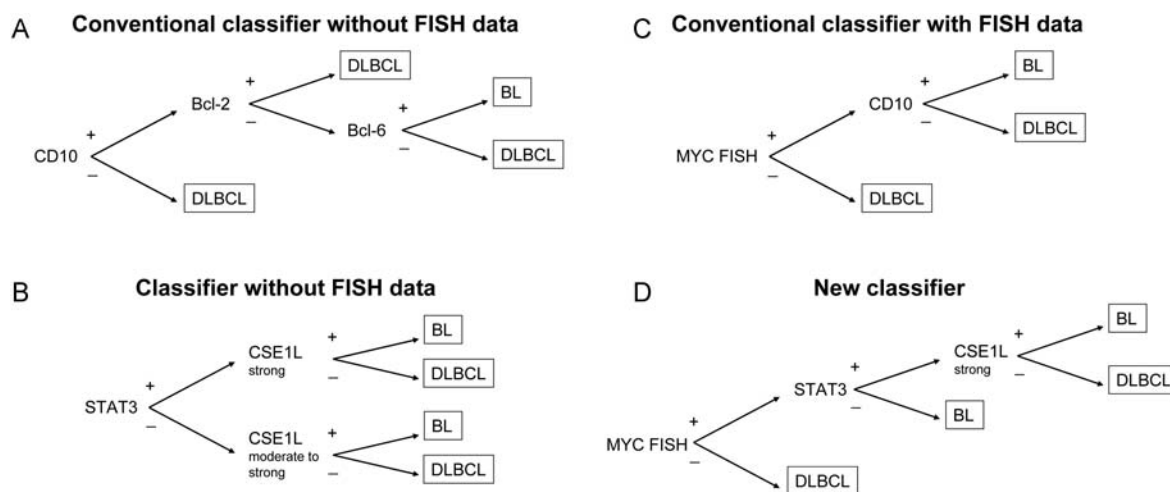 A
Conventional classifier without FISH data
CD10
+
–
Bcl-2
+
–
DLBCL
Bcl-6
+
–
BL
DLBCL
DLBCL
B
Classifier without FISH data
STAT3
+
–
CSE1L
strong
+
–
BL
DLBCL
CSE1L
moderate to
strong
+
–
BL
DLBCL
C
Conventional classifier with FISH data
MYC FISH
+
–
CD10
+
–
BL
DLBCL
DLBCL
D
New classifier
MYC FISH
+
–
STAT3
+
–
CSE1L
strong
+
–
BL
DLBCL
BL
DLBCL